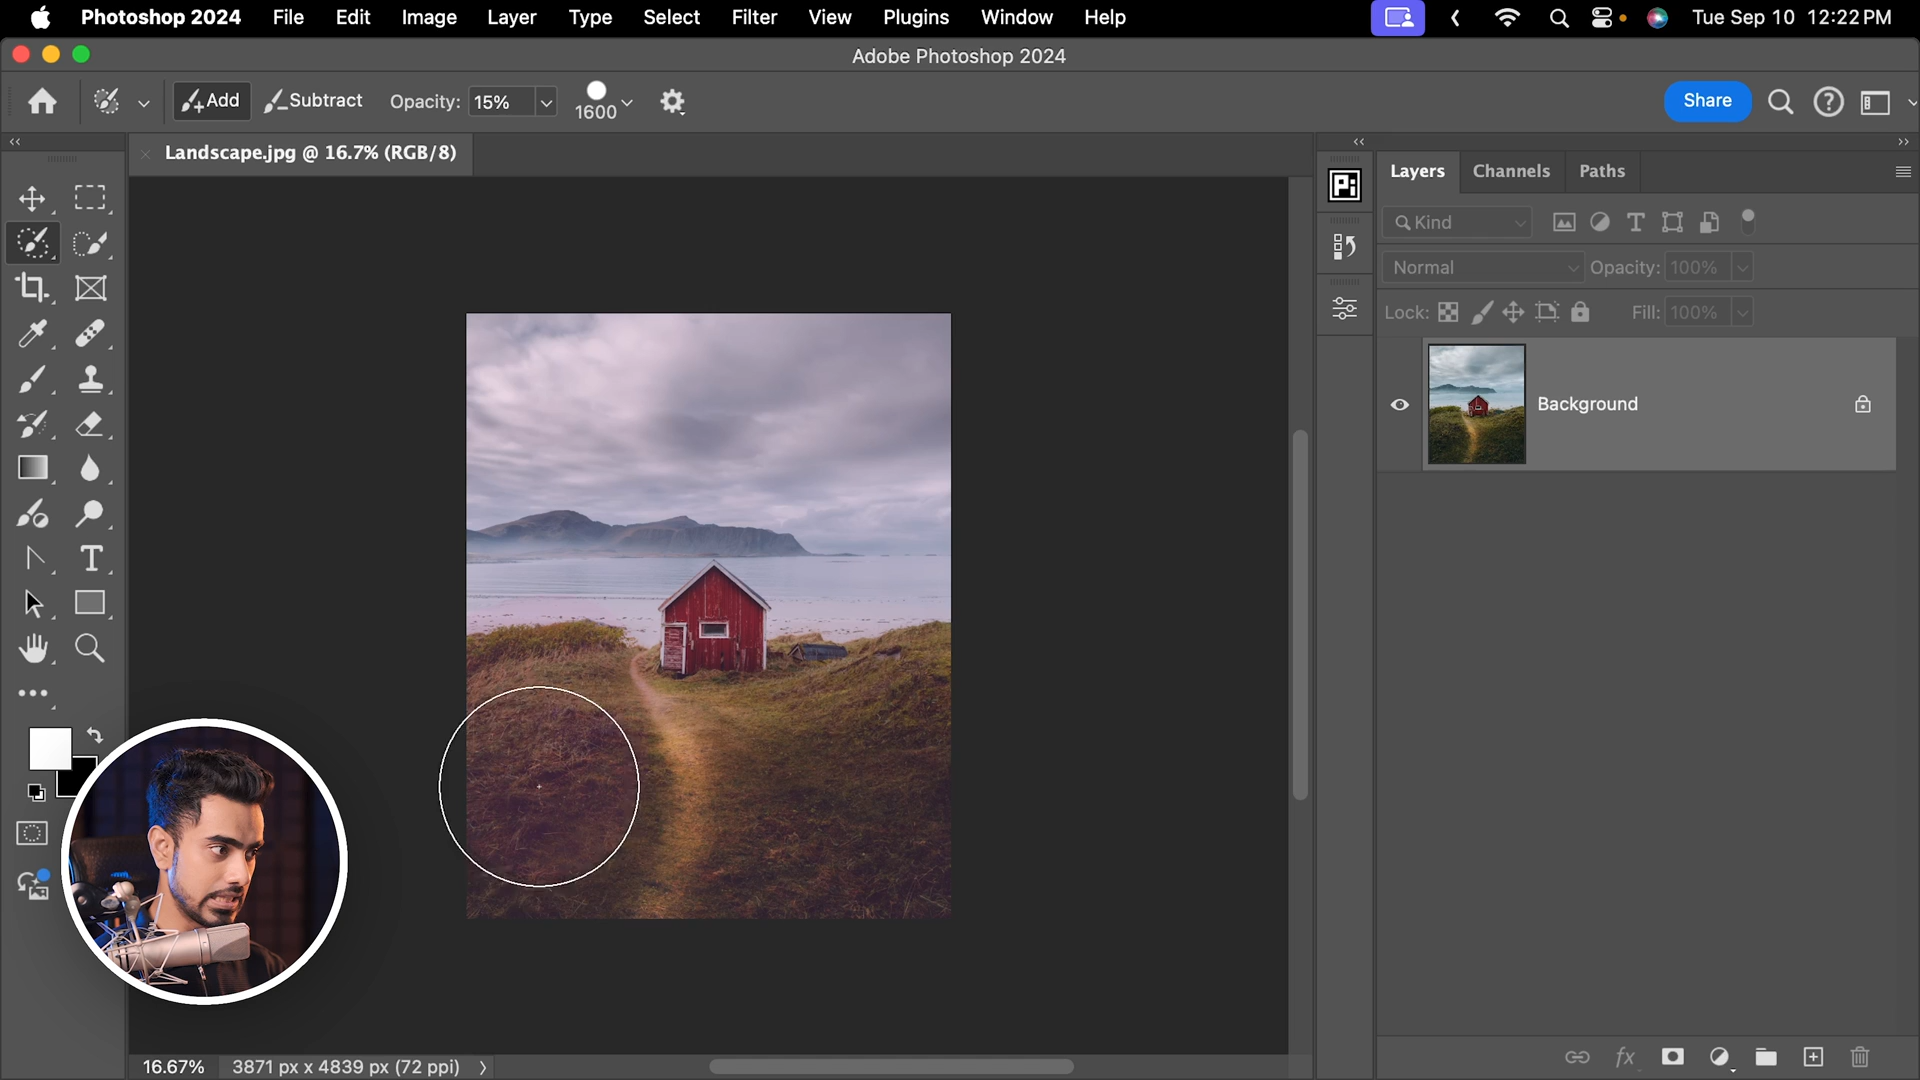 Photoshop 2024 File Edit Image Layer Type Select Filter View Plugins Window Help Tue Sep 10 12:22 PM
Adobe Photoshop 2024
Add Subtract Opacity: 15% 1600 Share
Landscape.jpg @ 16.7% (RGB/8)
Pi
Layers Channels Paths
Kind
Normal Opacity: 100%
Lock: Fill: 100%
Background
16.67% 3871 px x 4839 px (72 ppi)
fx